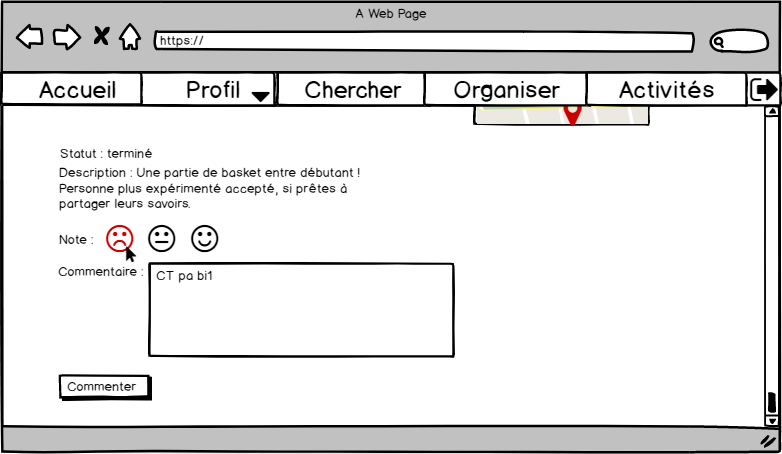 A Web Page
https://
Accueil Profil Chercher Organiser Activités
Statut : terminé
Description : Une partie de basket entre débutant !
Personne plus expérimenté accepté, si prêtes à
partager leurs savoirs.
Note :
Commentaire : CT pa bi1
Commenter